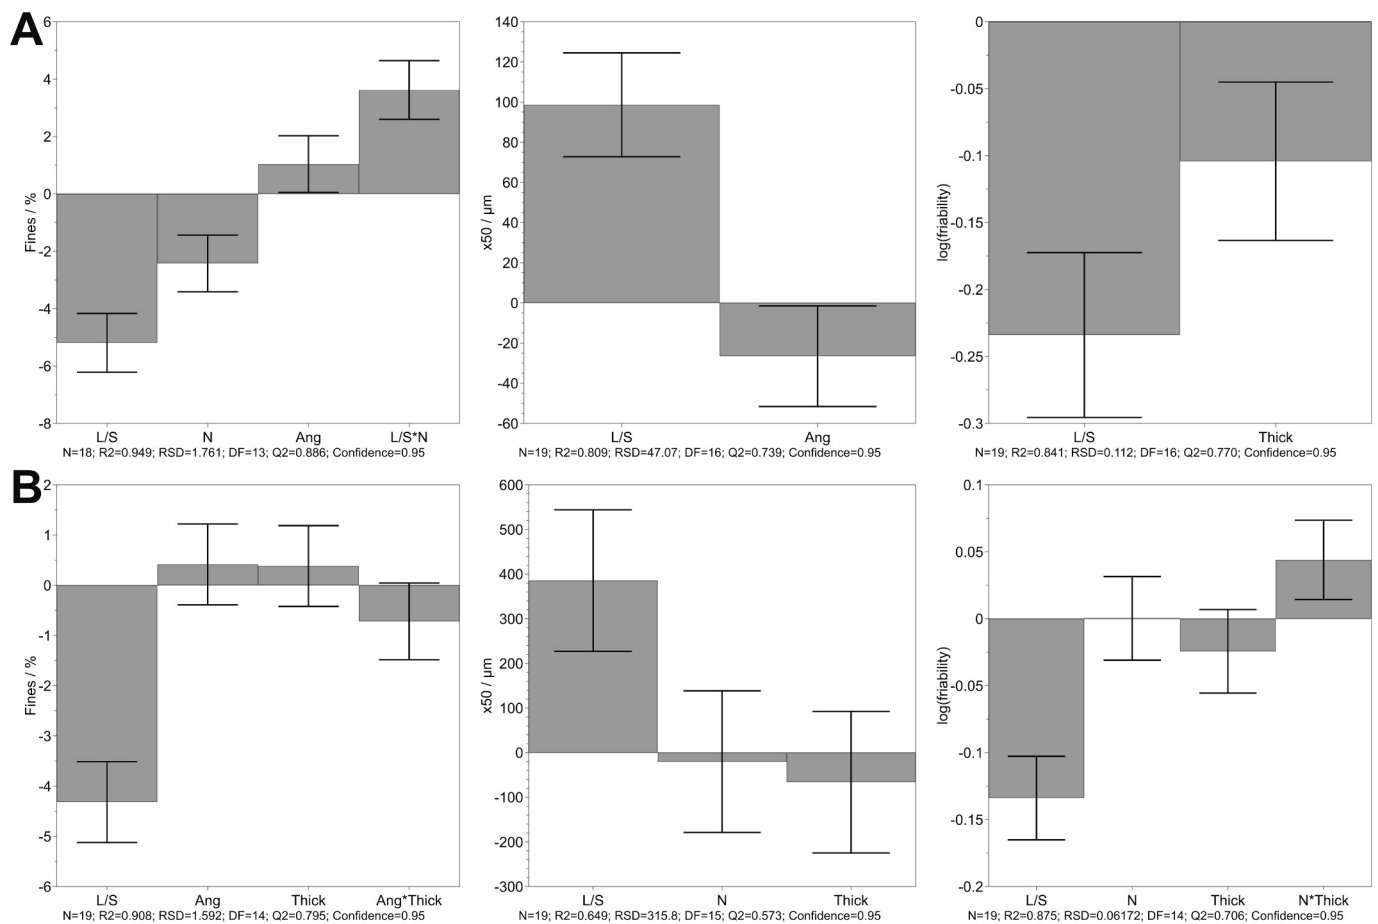 A
6
4
2
0
-2
-4
-6
-8
Fines / %
L/S N Ang L/S*N
N=18; R2=0.949; RSD=1.761; DF=13; Q2=0.886; Confidence=0.95
140
120
100
80
60
40
20
0
-20
-40
-60
x50 / µm
L/S Ang
N=19; R2=0.809; RSD=47.07; DF=16; Q2=0.739; Confidence=0.95
0
-0.05
-0.1
-0.15
-0.2
-0.25
-0.3
log(friability)
L/S Thick
N=19; R2=0.841; RSD=0.112; DF=16; Q2=0.770; Confidence=0.95
B
2
1
0
-1
-2
-3
-4
-5
-6
Fines / %
L/S Ang Thick Ang*Thick
N=19; R2=0.908; RSD=1.592; DF=14; Q2=0.795; Confidence=0.95
600
500
400
300
200
100
0
-100
-200
-300
x50 / µm
L/S N Thick
N=19; R2=0.649; RSD=315.8; DF=15; Q2=0.573; Confidence=0.95
0.1
0.05
0
-0.05
-0.1
-0.15
-0.2
log(friability)
L/S N Thick N*Thick
N=19; R2=0.875; RSD=0.06172; DF=14; Q2=0.706; Confidence=0.95